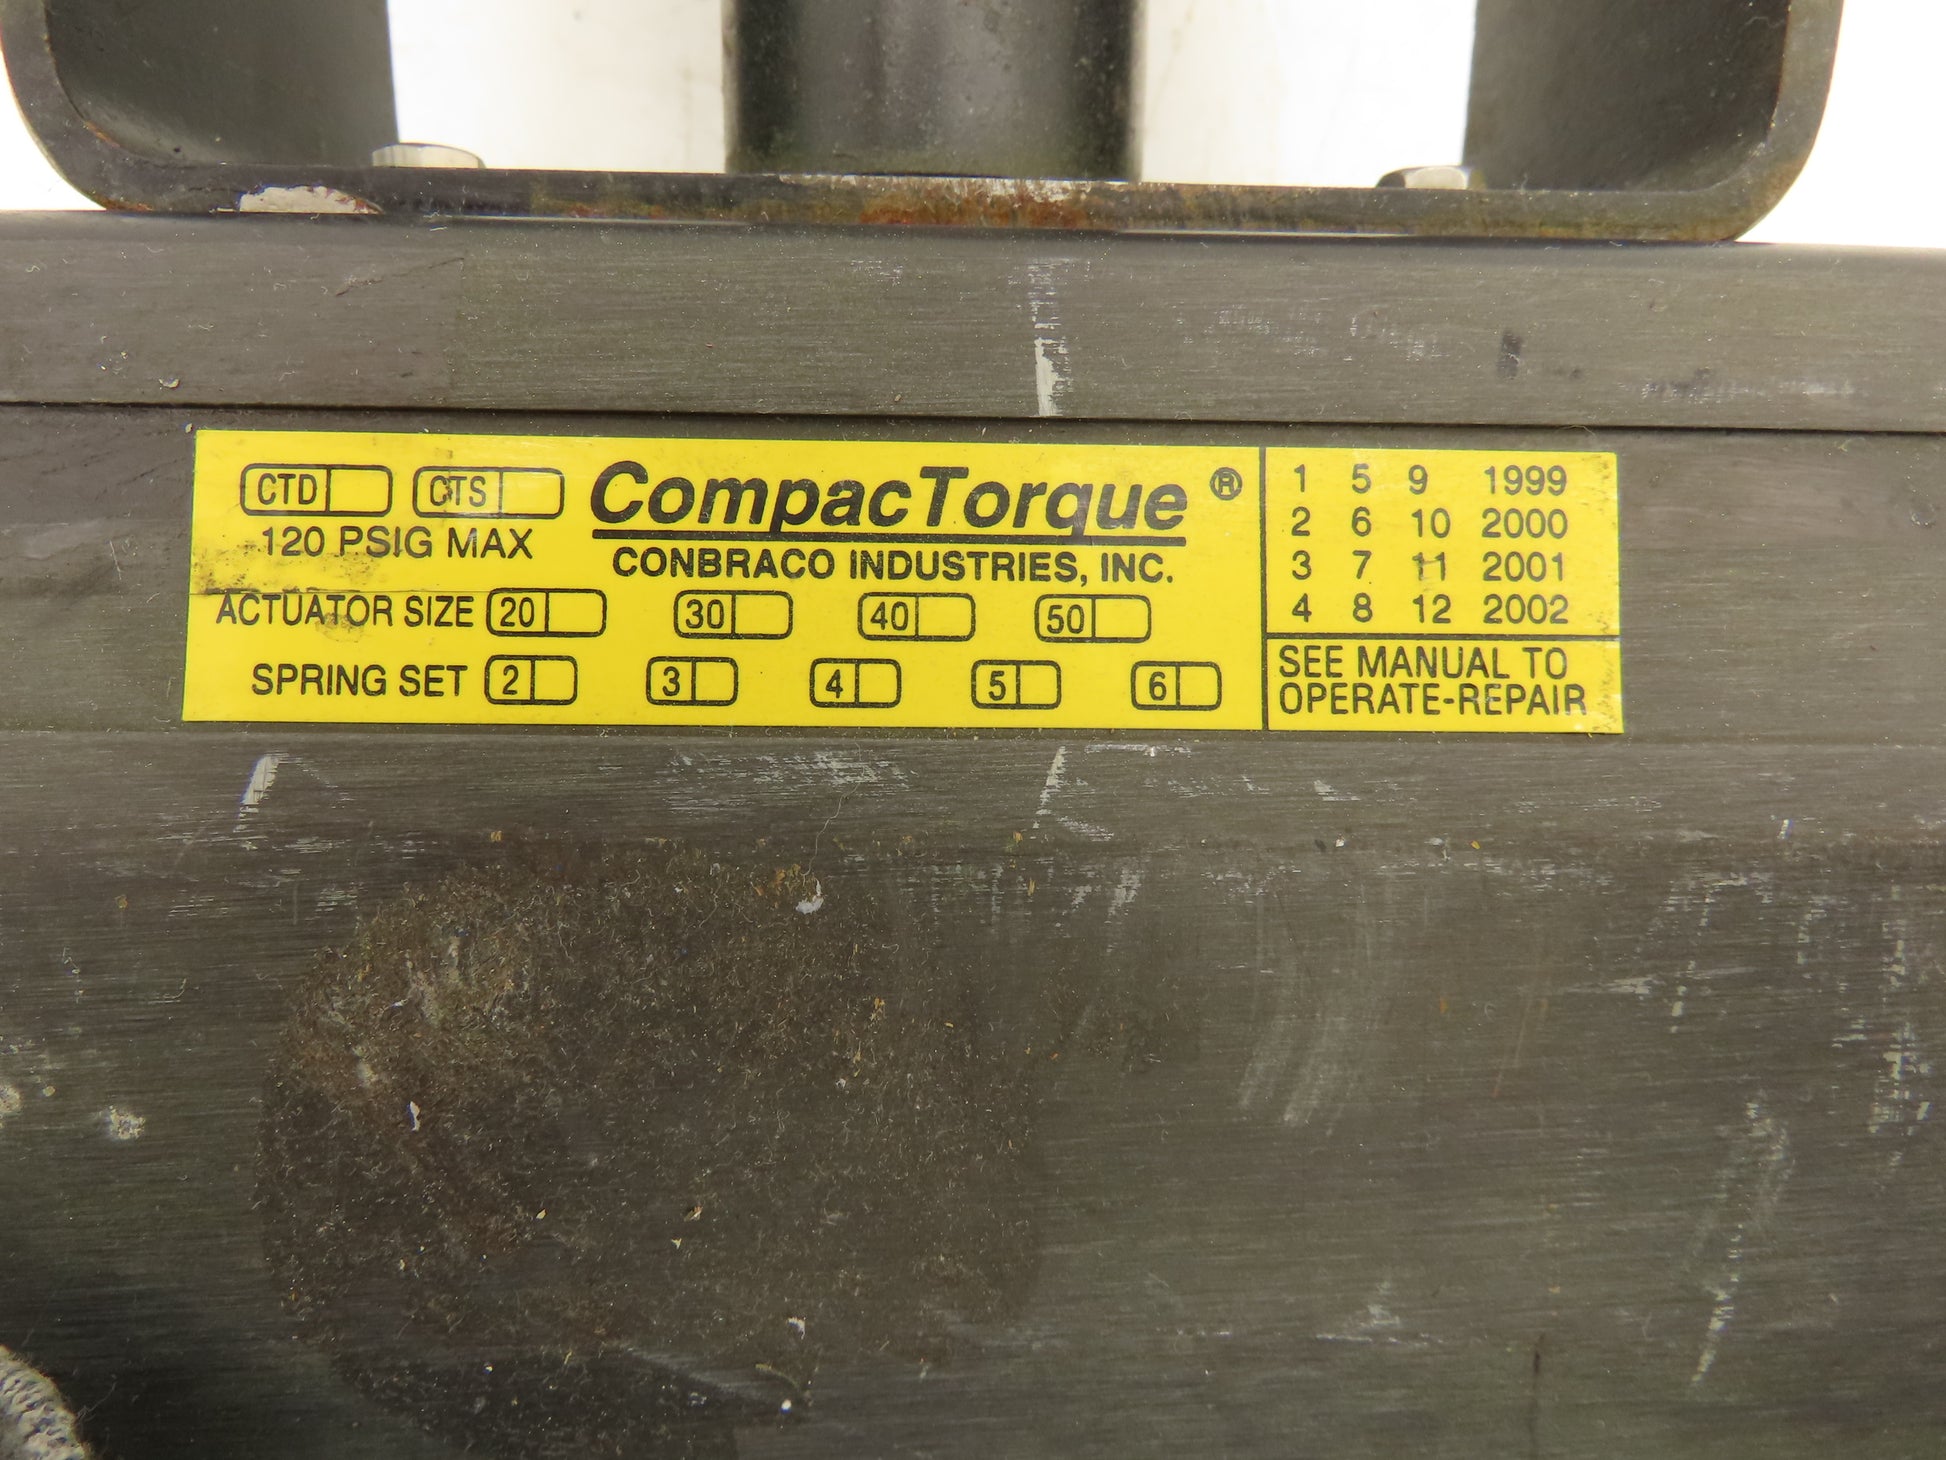 CTD CTS CompacTorque®
120 PSIG MAX
CONBRACO INDUSTRIES, INC.
ACTUATOR SIZE 20 30 40 50
SPRING SET 2 3 4 5 6
1 5 9 1999
2 6 10 2000
3 7 11 2001
4 8 12 2002
SEE MANUAL TO
OPERATE-REPAIR